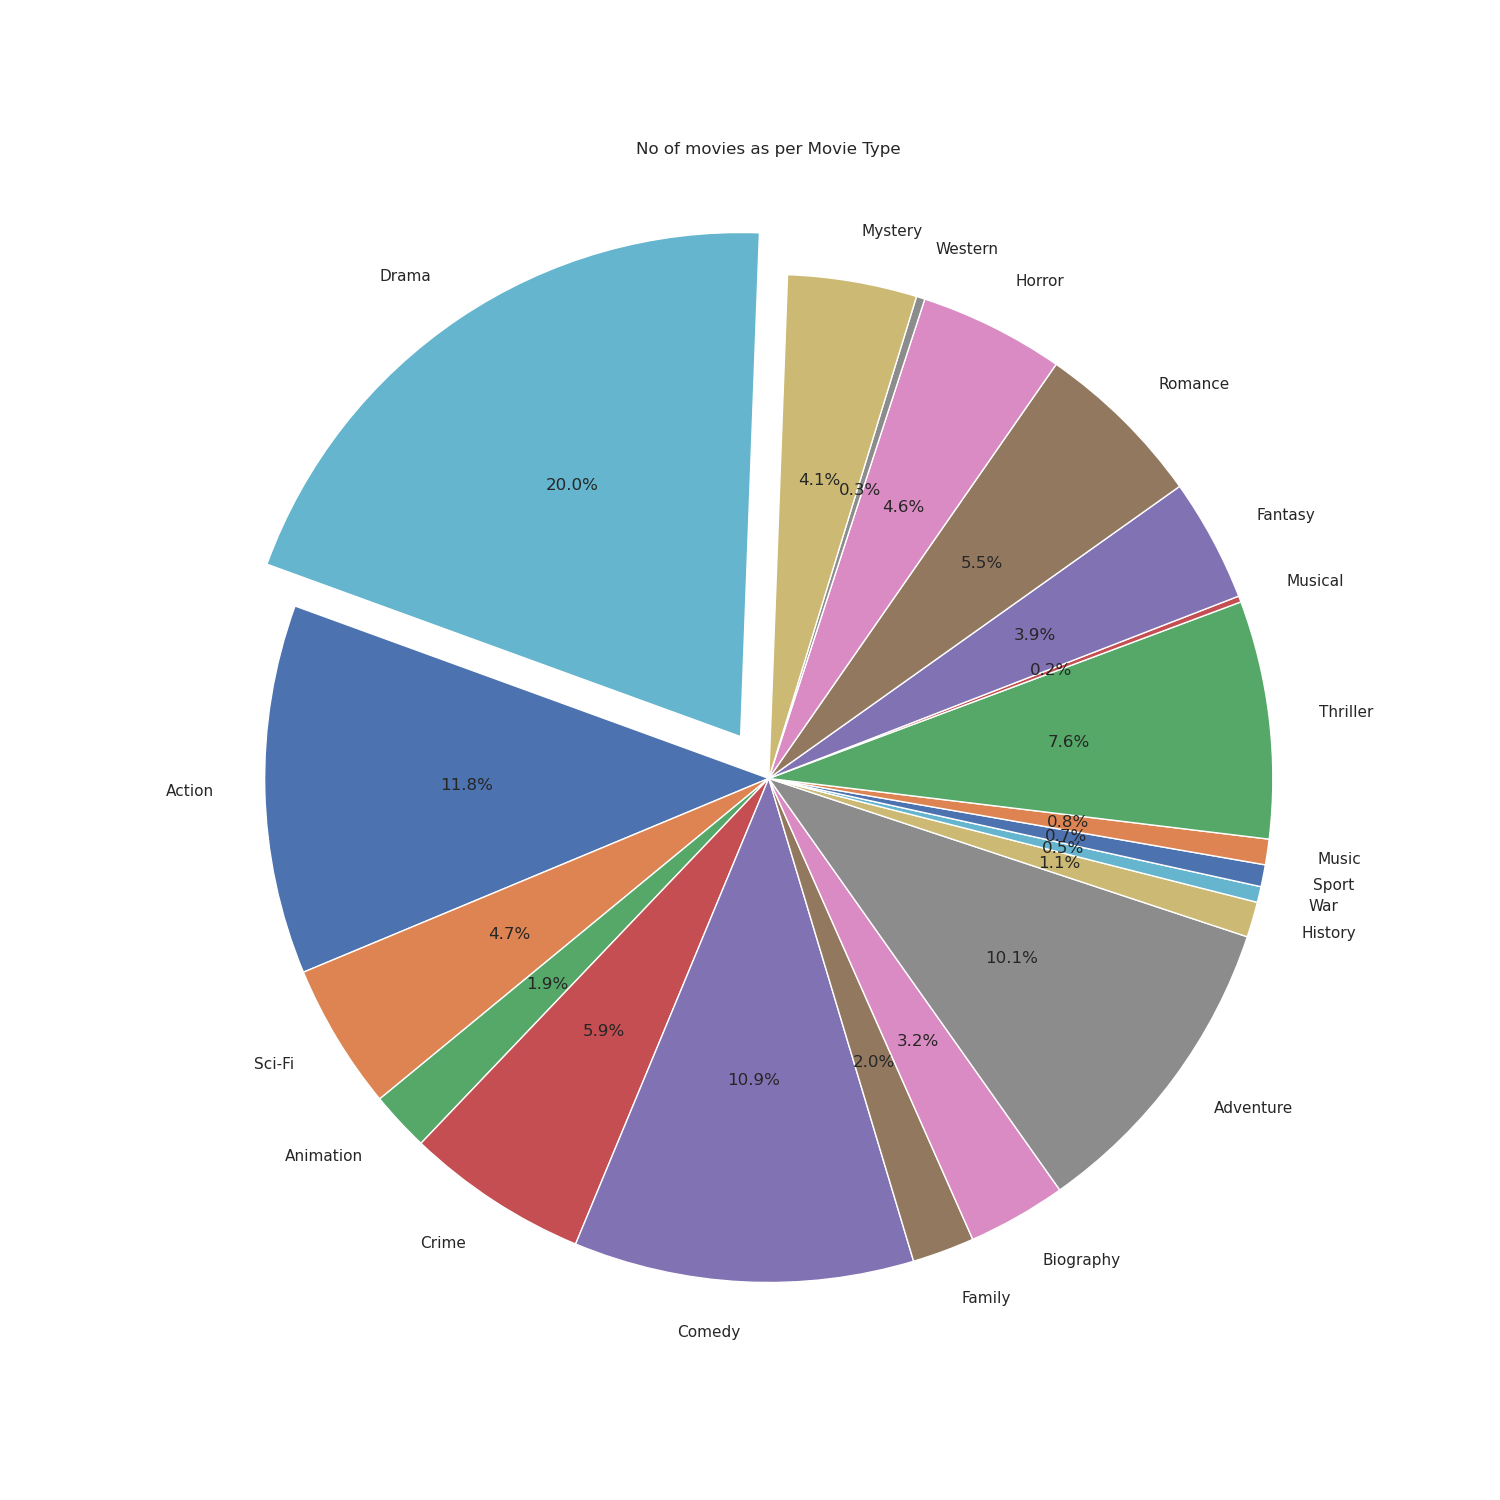 No of movies as per Movie Type
Mystery
Western
Drama
Horror
Romance
4.1%
20.0%
0.3%
4.6%
Fantasy
5.5%
Musical
3.9%
0.2%
Thriller
7.6%
Action
11.8%
0.8%
0.7%
0.5%
Music
1.1%
Sport
War
History
4.7%
10.1%
1.9%
5.9%
3.2%
Sci-Fi
2.0%
10.9%
Adventure
Animation
Crime
Biography
Family
Comedy